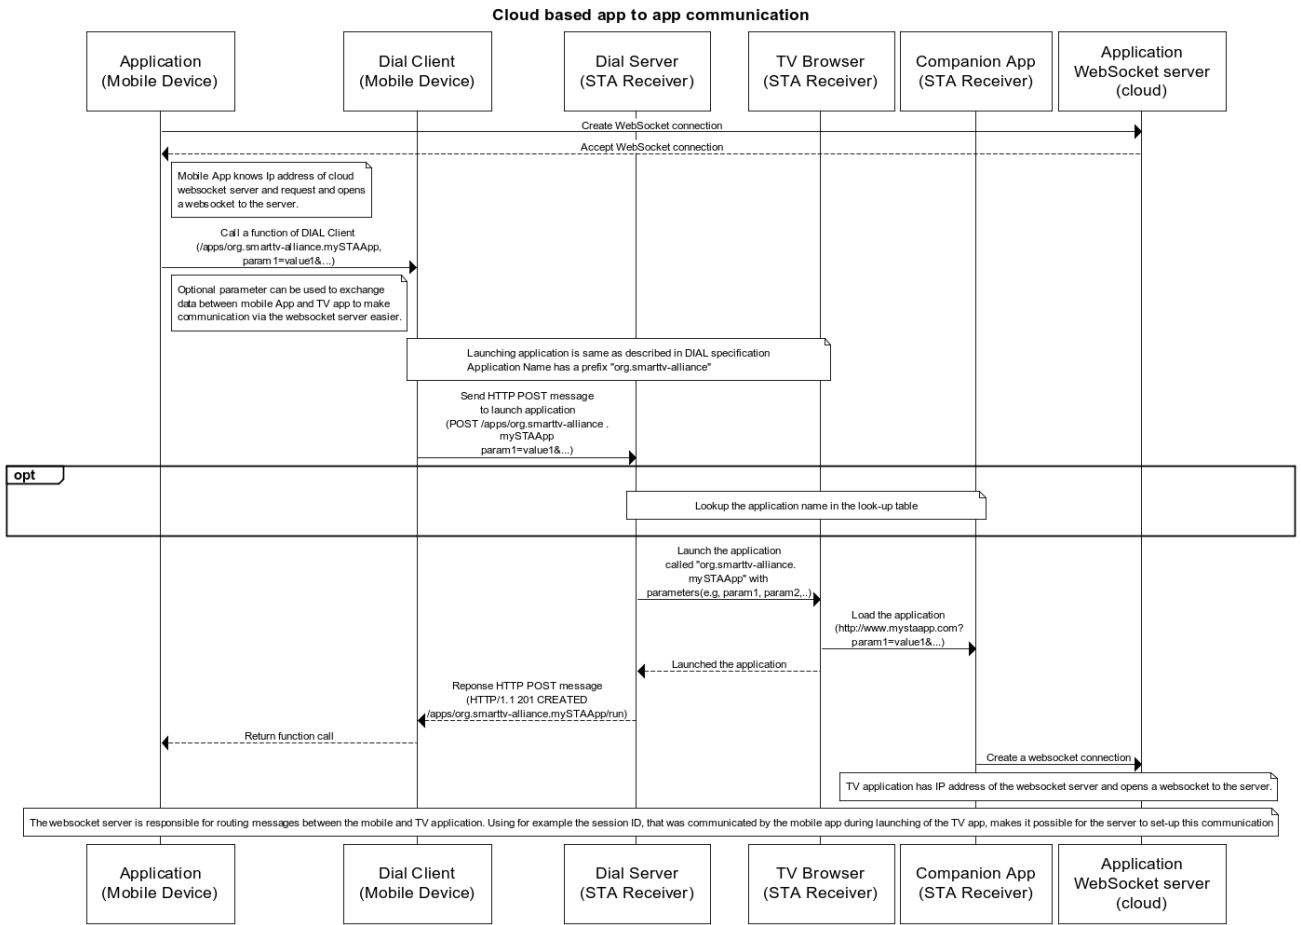 Cloud based app to app communication
Application
(Mobile Device)
Dial Client
(Mobile Device)
Dial Server
(STA Receiver)
TV Browser
(STA Receiver)
Companion App
(STA Receiver)
Application
WebSocket server
(cloud)
Create WebSocket connection
Accept WebSocket connection
Mobile App knows Ip address of cloud
websocket server and request and opens
a websocket to the server.
Call a function of DIAL Client
(/apps/org.smarttv-alliance.mySTAApp,
param1=value1&...)
Optional parameter can be used to exchange
data between mobile App and TV app to make
communication via the websocket server easier.
Launching application is same as described in DIAL specification
Application Name has a prefix "org.smarttv-alliance"
Send HTTP POST message
to launch application
(POST /apps/org.smarttv-alliance .
mySTAApp
param1=value1&...)
opt
Lookup the application name in the look-up table
Launch the application
called "org.smarttv-alliance.
mySTAApp" with
parameters(e.g, param1, param2,..)
Load the application
(http://www.mystaapp.com?
param1=value1&...)
Launched the application
Reponse HTTP POST message
(HTTP/1.1 201 CREATED
/apps/org.smarttv-alliance.mySTAApp/run)
Return function call
Create a websocket connection
TV application has IP address of the websocket server and opens a websocket to the server.
The websocket server is responsible for routing messages between the mobile and TV application. Using for example the session ID, that was communicated by the mobile app during launching of the TV app, makes it possible for the server to set-up this communication
Application
(Mobile Device)
Dial Client
(Mobile Device)
Dial Server
(STA Receiver)
TV Browser
(STA Receiver)
Companion App
(STA Receiver)
Application
WebSocket server
(cloud)